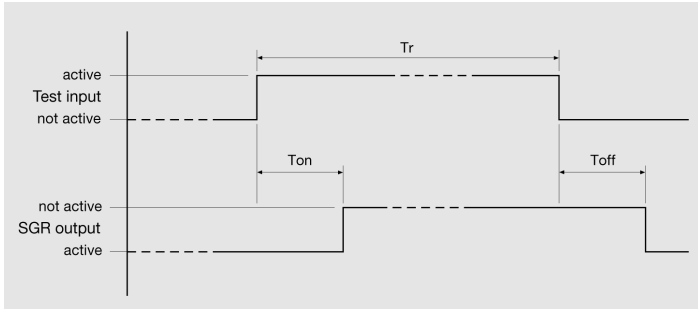 Tr
active
Test input
not active
Ton
Toff
not active
SGR output
active